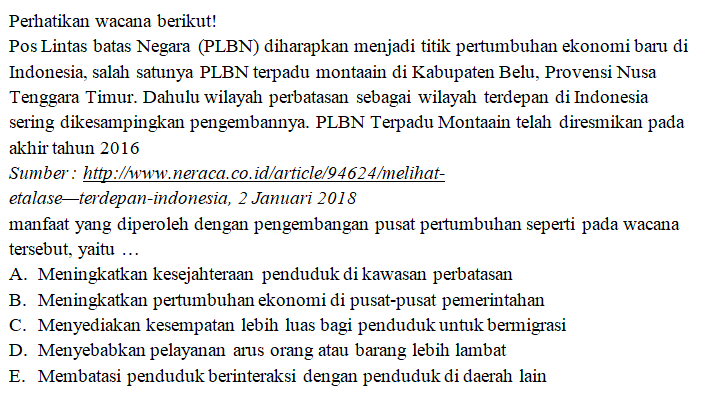 Perhatikan wacana berikut!
Pos Lintas batas Negara (PLBN) diharapkan menjadi titik pertumbuhan ekonomi baru di
Indonesia, salah satunya PLBN terpadu montaain di Kabupaten Belu, Provensi Nusa
Tenggara Timur. Dahulu wilayah perbatasan sebagai wilayah terdepan di Indonesia
sering dikesampingkan pengembannya. PLBN Terpadu Montaain telah diresmikan pada
akhir tahun 2016
Sumber : http://www.neraca.co.id/article/94624/melihat-
etalase—terdepan-indonesia, 2 Januari 2018
manfaat yang diperoleh dengan pengembangan pusat pertumbuhan seperti pada wacana
tersebut, yaitu …
A. Meningkatkan kesejahteraan penduduk di kawasan perbatasan
B. Meningkatkan pertumbuhan ekonomi di pusat-pusat pemerintahan
C. Menyediakan kesempatan lebih luas bagi penduduk untuk bermigrasi
D. Menyebabkan pelayanan arus orang atau barang lebih lambat
E. Membatasi penduduk berinteraksi dengan penduduk di daerah lain